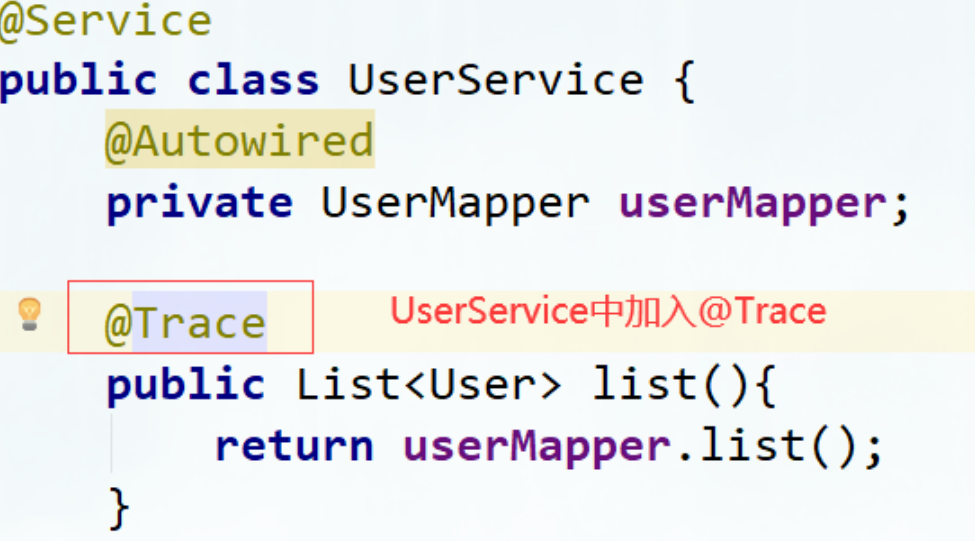 @Service
public class UserService {
@Autowired
private UserMapper userMapper;
@Trace
UserService中加入@Trace
public List<User> list(){
return userMapper.list();
}